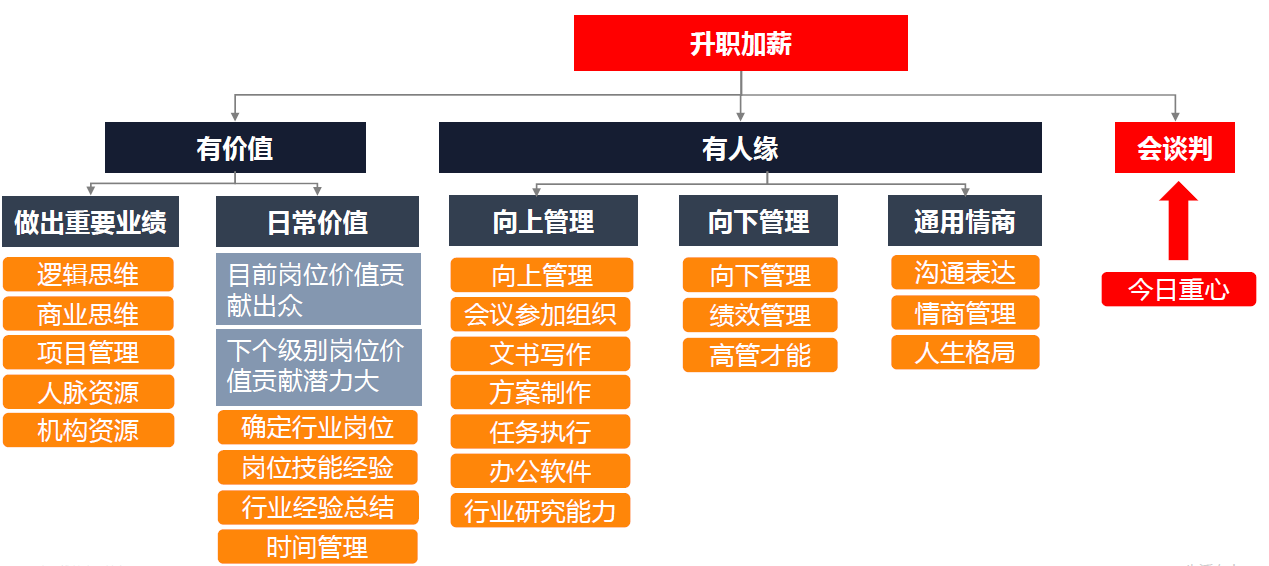 升职加薪
有价值
有人缘
会谈判
做出重要业绩
日常价值
向上管理
向下管理
通用情商
逻辑思维
商业思维
项目管理
人脉资源
机构资源
目前岗位价值贡
献出众
下个级别岗位价
值贡献潜力大
确定行业岗位
岗位技能经验
行业经验总结
时间管理
向上管理
会议参加组织
文书写作
方案制作
任务执行
办公软件
行业研究能力
向下管理
绩效管理
高管才能
沟通表达
情商管理
人生格局
今日重心